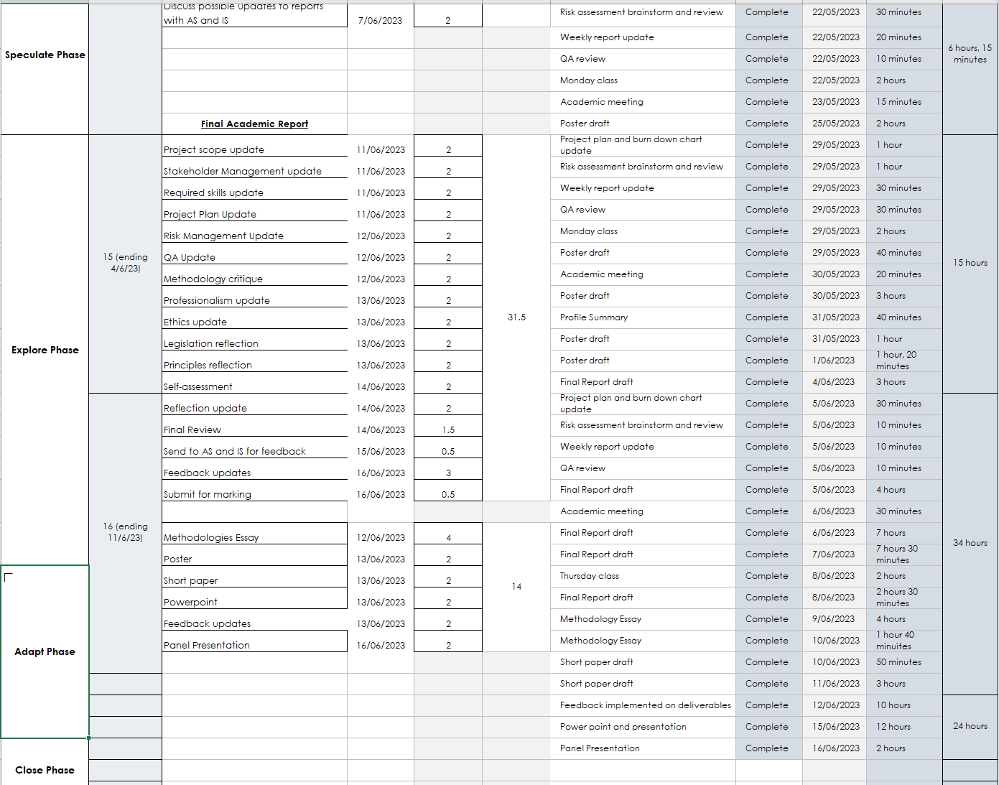 Discuss possible updates to reports
with AS and IS 7/06/2023 2
Risk assessment brainstorm and review Complete 22/05/2023 30 minutes
Weekly report update Complete 22/05/2023 20 minutes
Speculate Phase
6 hours, 15
minutes
QA review Complete 22/05/2023 10 minutes
Monday class Complete 22/05/2023 2 hours
Academic meeting Complete 23/05/2023 15 minutes
Final Academic Report Poster draft Complete 25/05/2023 2 hours
Project scope update 11/06/2023 2
Project plan and burn down chart
update Complete 29/05/2023 1 hour
Stakeholder Management update 11/06/2023 2 Risk assessment brainstorm and review Complete 29/05/2023 1 hour
Required skills update 11/06/2023 2 Weekly report update Complete 29/05/2023 30 minutes
Project Plan Update 11/06/2023 2 QA review Complete 29/05/2023 30 minutes
Risk Management Update 12/06/2023 2 Monday class Complete 29/05/2023 2 hours
15 (ending
4/6/23)
QA Update 12/06/2023 2 Poster draft Complete 29/05/2023 40 minutes
15 hours
Methodology critique 12/06/2023 2 Academic meeting Complete 30/05/2023 20 minutes
Professionalism update 13/06/2023 2 Poster draft Complete 30/05/2023 3 hours
Ethics update 13/06/2023 2 31.5 Profile Summary Complete 31/05/2023 40 minutes
Legislation reflection 13/06/2023 2 Poster draft Complete 31/05/2023 1 hour
Explore Phase
Principles reflection 13/06/2023 2 Poster draft Complete 1/06/2023 1 hour, 20
minutes
Self-assessment 14/06/2023 2 Final Report draft Complete 4/06/2023 3 hours
Reflection update 14/06/2023 2
Project plan and burn down chart
update Complete 5/06/2023 30 minutes
Final Review 14/06/2023 1.5 Risk assessment brainstorm and review Complete 5/06/2023 10 minutes
Send to AS and IS for feedback 15/06/2023 0.5 Weekly report update Complete 5/06/2023 10 minutes
Feedback updates 16/06/2023 3 QA review Complete 5/06/2023 10 minutes
Submit for marking 16/06/2023 0.5 Final Report draft Complete 5/06/2023 4 hours
Academic meeting Complete 6/06/2023 30 minutes
16 (ending
11/6/23)
Methodologies Essay 12/06/2023 4 Final Report draft Complete 6/06/2023 7 hours
34 hours
Poster 13/06/2023 2 Final Report draft Complete 7/06/2023 7 hours 30
minutes
Short paper 13/06/2023 2 Thursday class Complete 8/06/2023 2 hours
14
Powerpoint 13/06/2023 2 Final Report draft Complete 8/06/2023 2 hours 30
minutes
Feedback updates 13/06/2023 2 Methodology Essay Complete 9/06/2023 4 hours
Panel Presentation 16/06/2023 2 Methodology Essay Complete 10/06/2023 1 hour 40
minuites
Adapt Phase
Short paper draft Complete 10/06/2023 50 minutes
Short paper draft Complete 11/06/2023 3 hours
Feedback implemented on deliverables Complete 12/06/2023 10 hours
Power point and presentation Complete 15/06/2023 12 hours 24 hours
Panel Presentation Complete 16/06/2023 2 hours
Close Phase